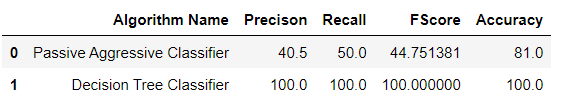 Algorithm Name Precison Recall FScore Accuracy
0 Passive Aggressive Classifier 40.5 50.0 44.751381 81.0
1 Decision Tree Classifier 100.0 100.0 100.000000 100.0